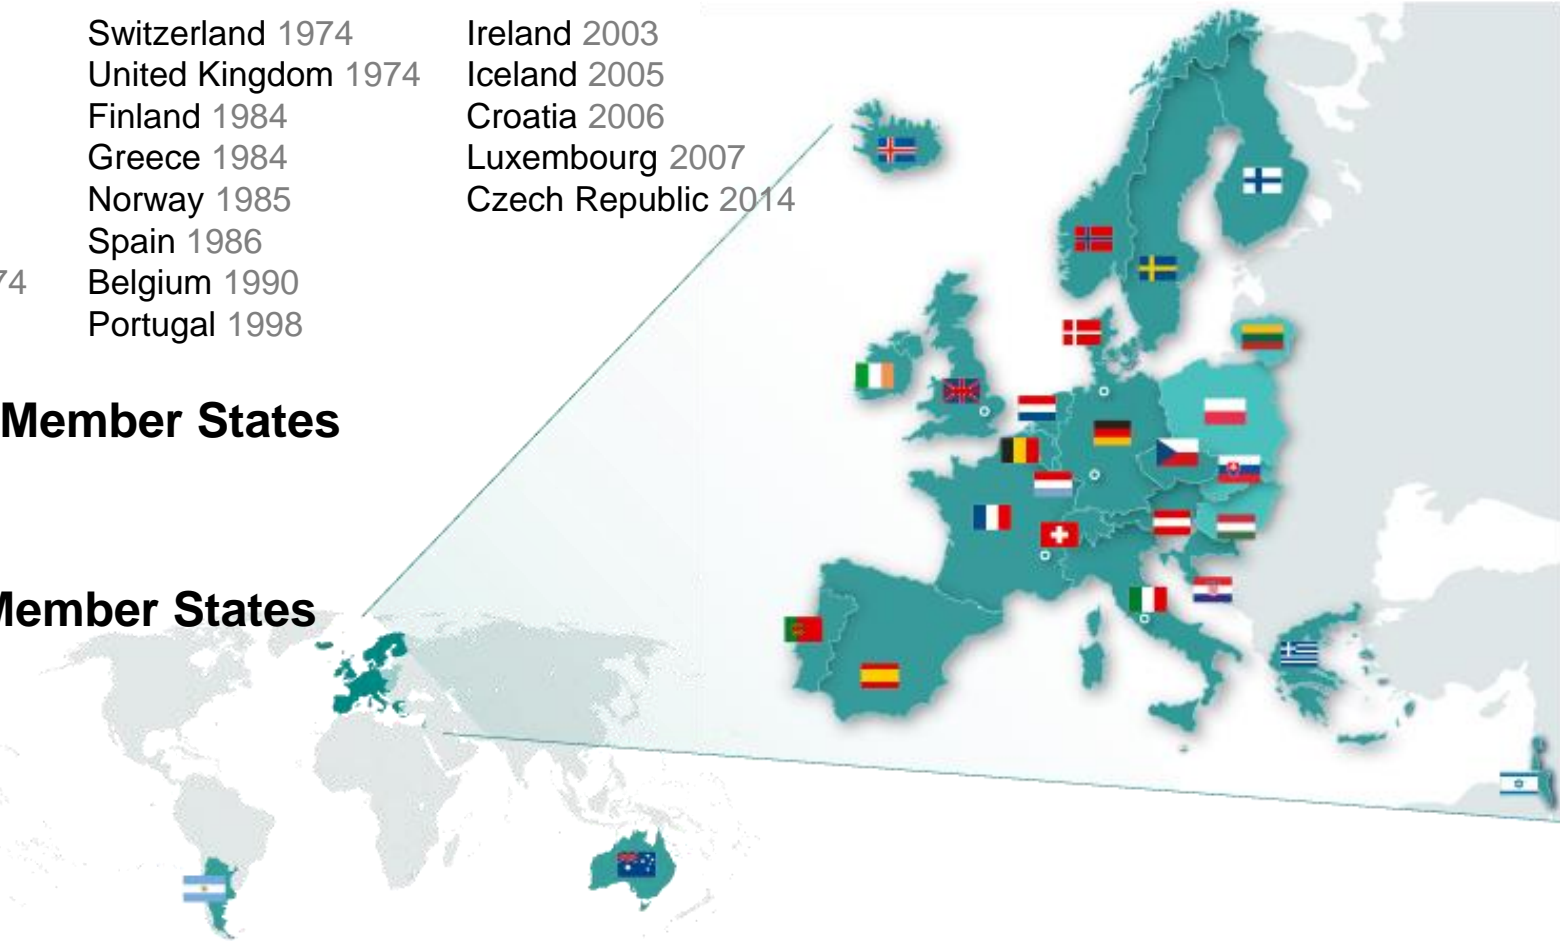 Switzerland 1974
United Kingdom 1974
Finland 1984
Greece 1984
Norway 1985
Spain 1986
74
Belgium 1990
Portugal 1998
Ireland 2003
Iceland 2005
Croatia 2006
Luxembourg 2007
Czech Republic 2014
Member States
Member States